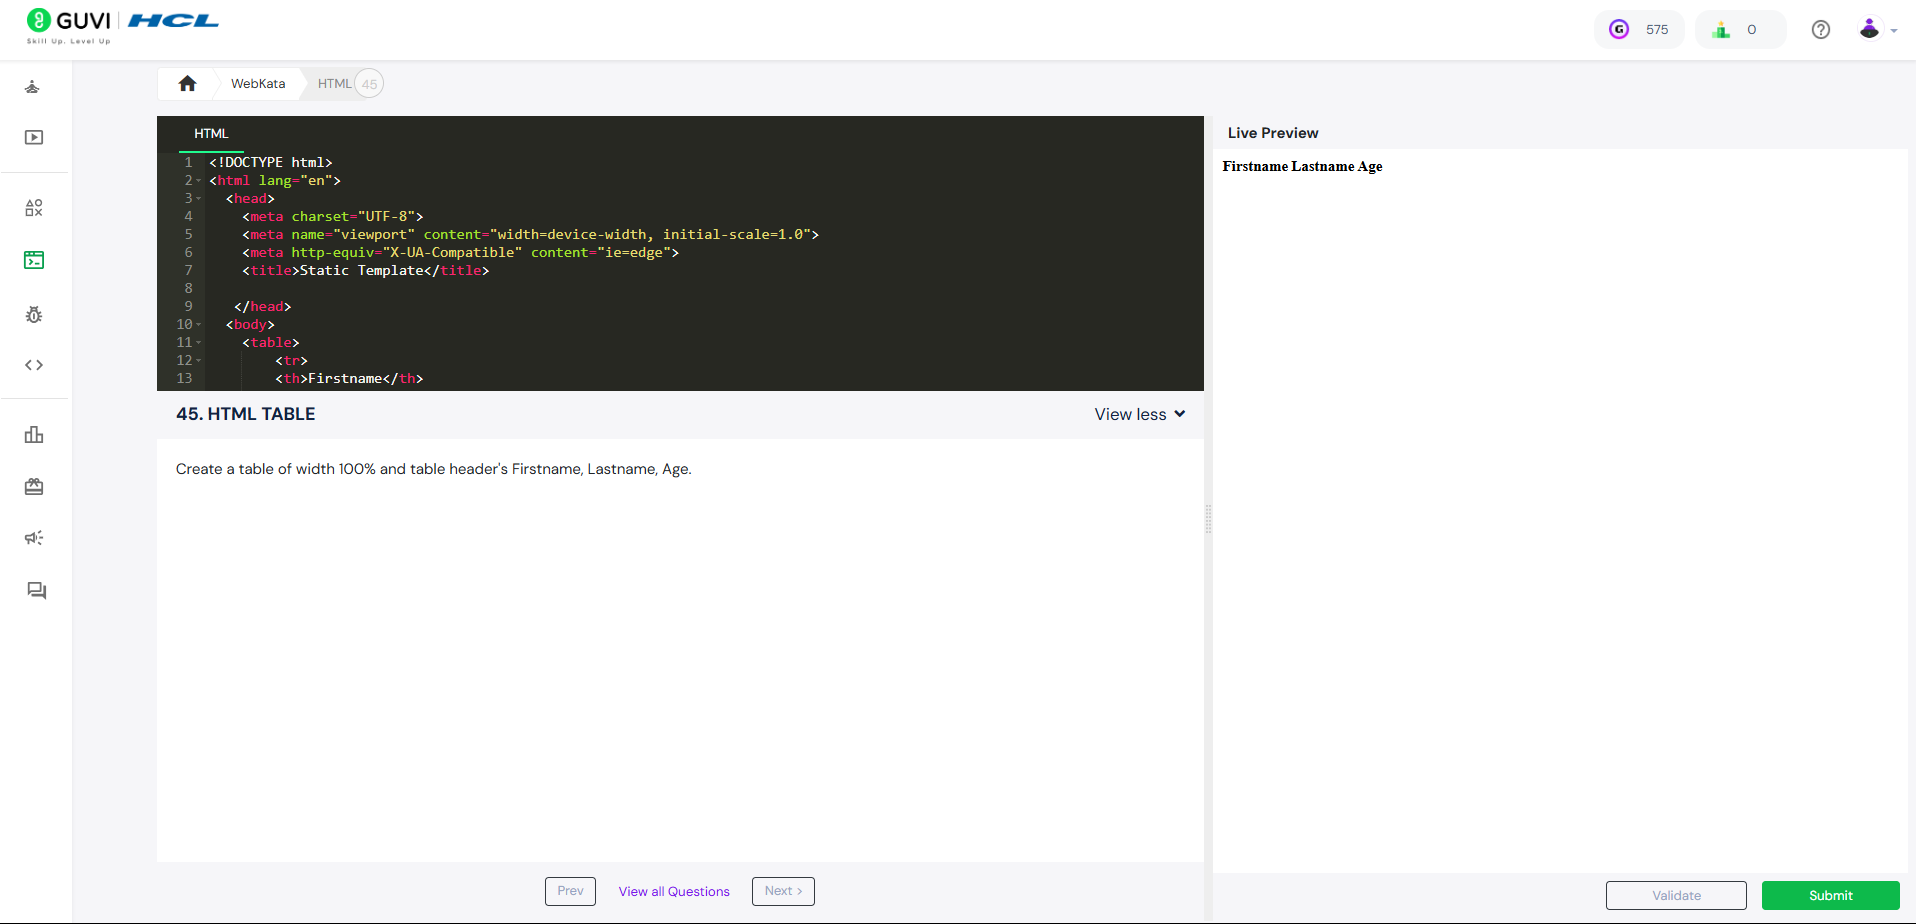 GUVI | HCL
Skill Up. Level Up
575
0
WebKata
HTML 45
HTML
1 <!DOCTYPE html>
2 <html lang="en">
3 <head>
4 <meta charset="UTF-8">
5 <meta name="viewport" content="width=device-width, initial-scale=1.0">
6 <meta http-equiv="X-UA-Compatible" content="ie=edge">
7 <title>Static Template</title>
8
9 </head>
10 <body>
11 <table>
12 <tr>
13 <th>Firstname</th>
45. HTML TABLE
View less
Create a table of width 100% and table header's Firstname, Lastname, Age.
Prev
View all Questions
Next >
Live Preview
Firstname Lastname Age
Validate
Submit